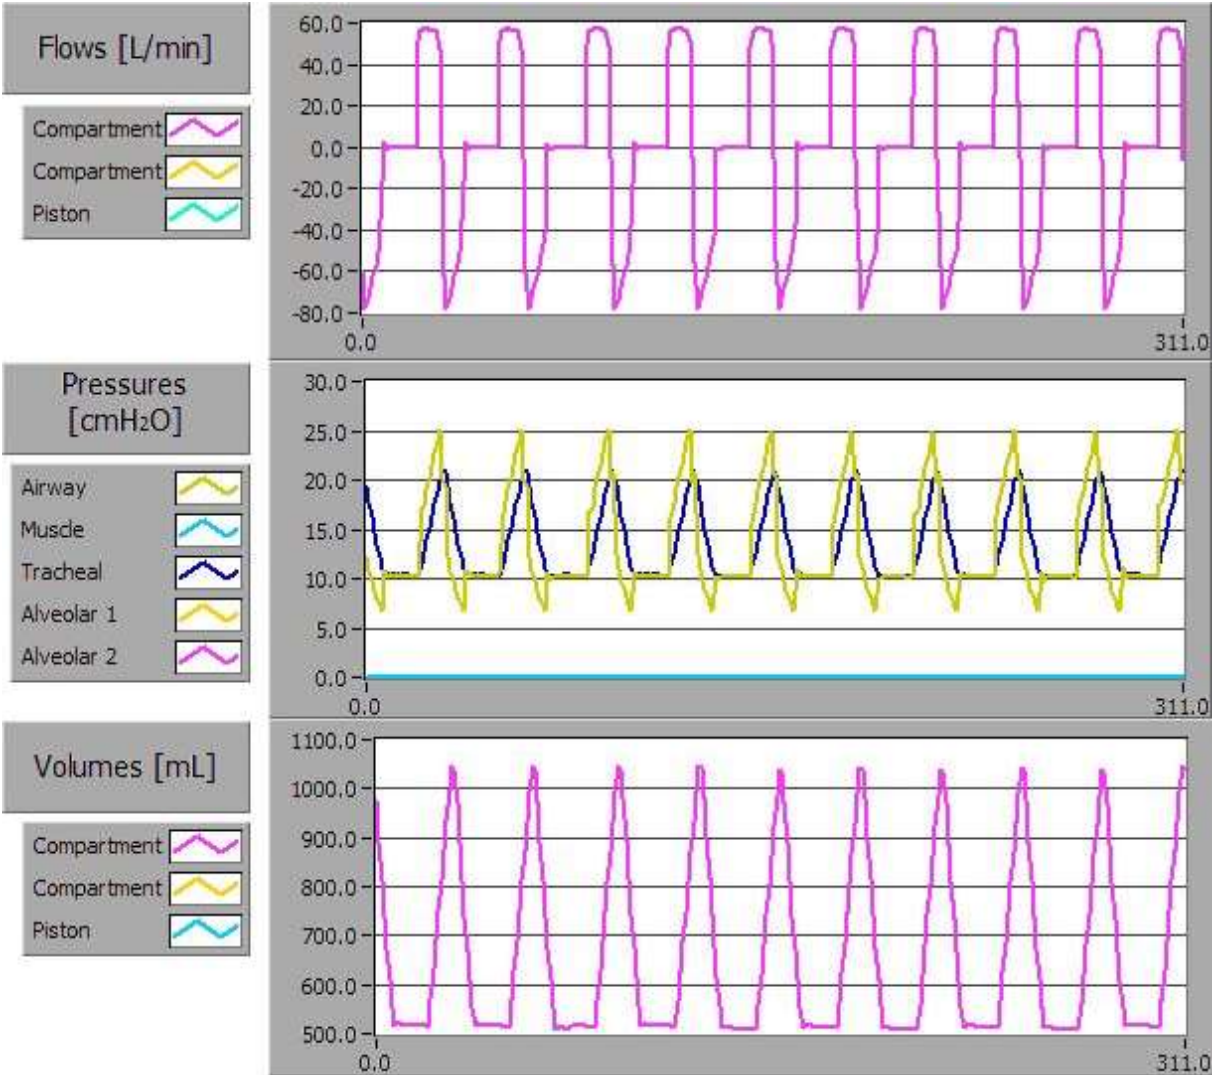 Flows [L/min]
Compartment
Compartment
Piston
60.0
40.0
20.0
0.0
-20.0
-40.0
-60.0
-80.0
0.0
311.0
Pressures
[cmH₂O]
Airway
Muscle
Tracheal
Alveolar 1
Alveolar 2
30.0
25.0
20.0
15.0
10.0
5.0
0.0
0.0
311.0
Volumes [mL]
Compartment
Compartment
Piston
1100.0
1000.0
900.0
800.0
700.0
600.0
500.0
0.0
311.0